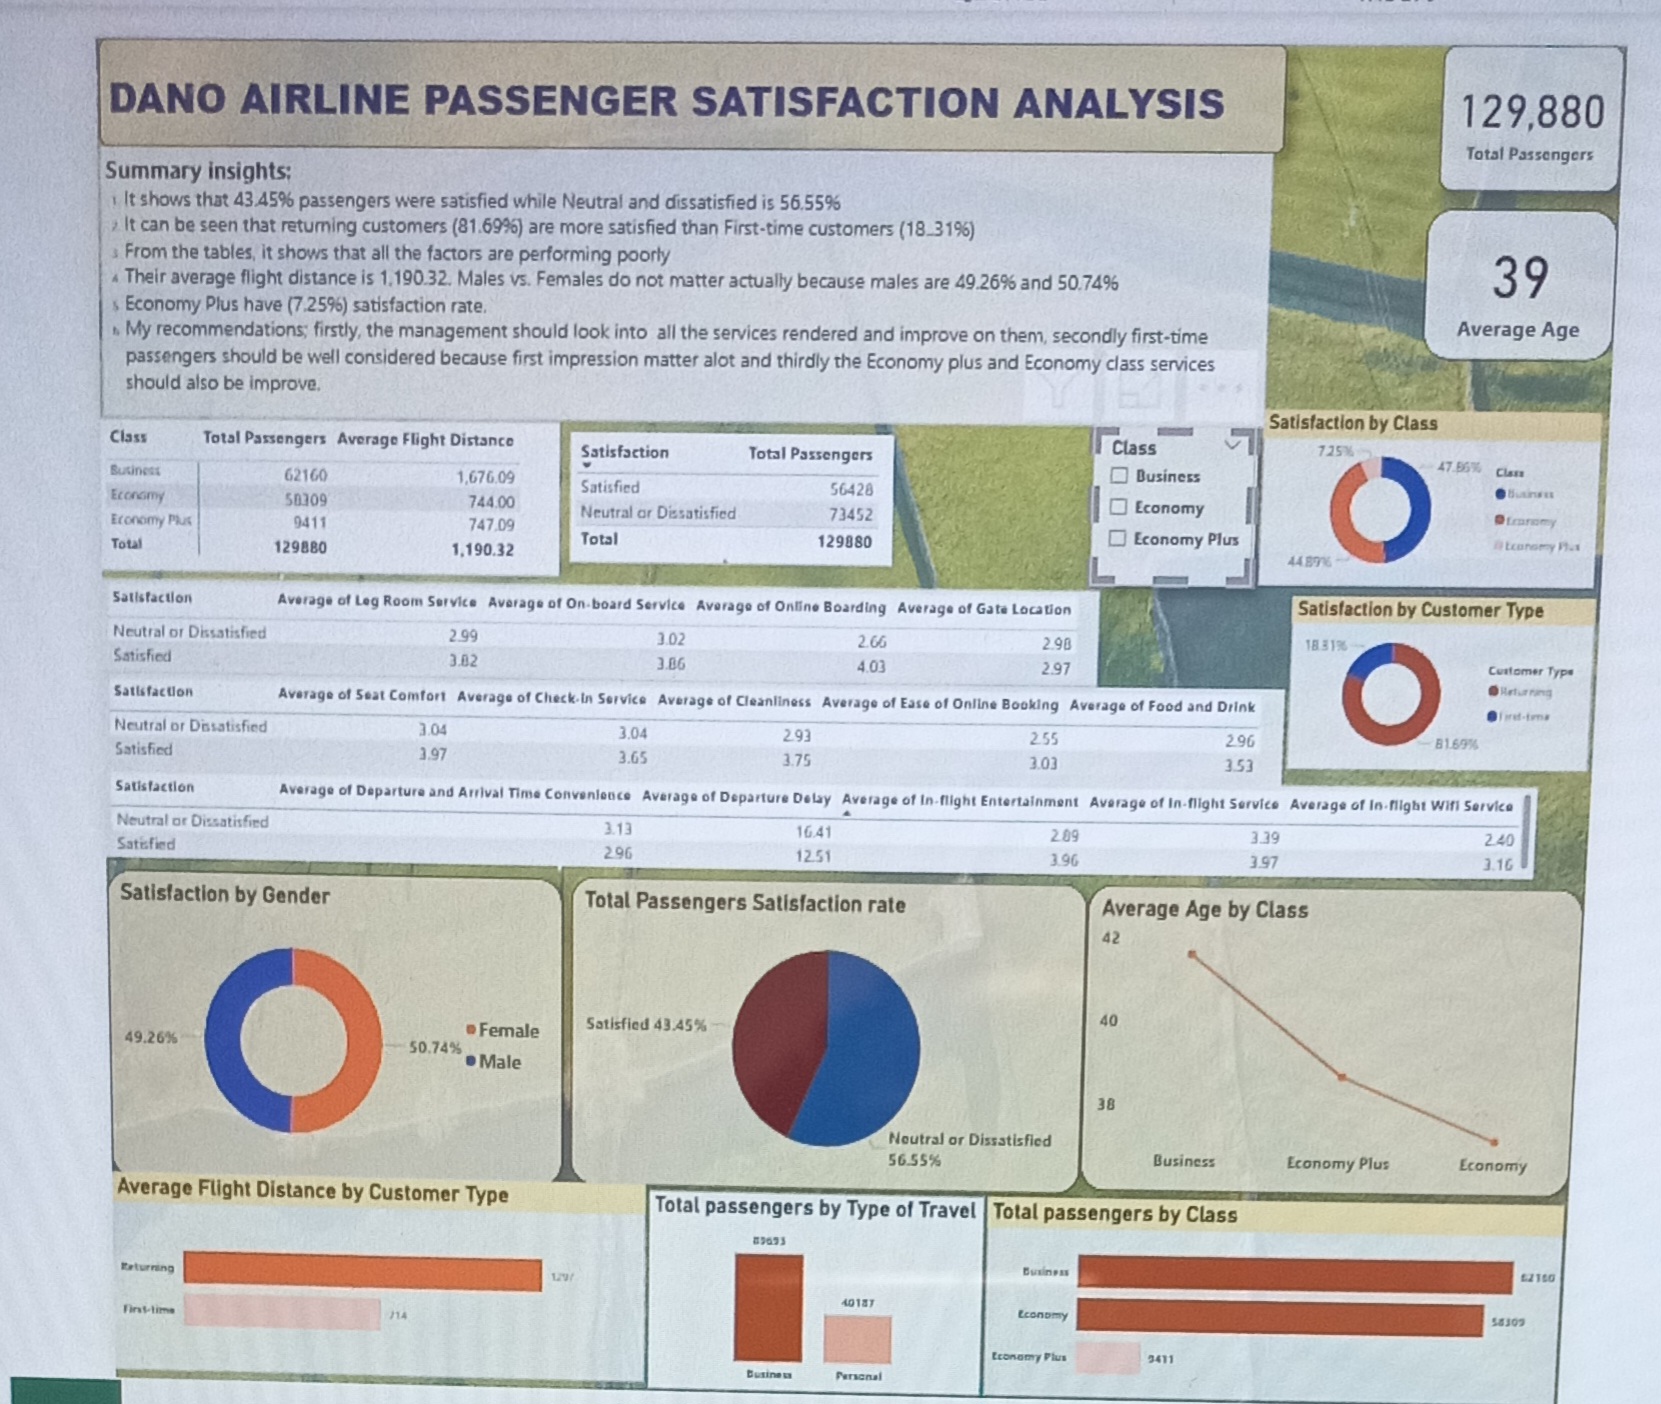 DANO AIRLINE PASSENGER SATISFACTION ANALYSIS
129,880
Total Passengers
39
Average Age
Summary insights:
1. It shows that 43.45% passengers were satisfied while Neutral and dissatisfied is 56.55%
2. It can be seen that returning customers (81.69%) are more satisfied than First-time customers (18..31%)
3. From the tables, it shows that all the factors are performing poorly
4. Their average flight distance is 1,190.32. Males vs. Females do not matter actually because males are 49.26% and 50.74%
5. Economy Plus have (7.25%) satisfaction rate.
6. My recommendations; firstly, the management should look into all the services rendered and improve on them, secondly first-time
passengers should be well considered because first impression matter alot and thirdly the Economy plus and Economy class services
should also be improve.
Class Total Passengers Average Flight Distance
Business 62160 1,676.09
Economy 58309 744.00
Economy Plus 9411 747.09
Total 129880 1,190.32
Satisfaction Total Passengers
Satisfied 56428
Neutral or Dissatisfied 73452
Total 129880
Class
Business
Economy
Economy Plus
Satisfaction by Class
7.25%
47.86%
44.89%
Class
Business
Economy
Economy Plus
Satisfaction Average of Leg Room Service Average of On-board Service Average of Online Boarding Average of Gate Location
Neutral or Dissatisfied 2.99 3.02 2.66 2.98
Satisfied 3.82 3.86 4.03 2.97
Satisfaction by Customer Type
18.31%
81.69%
Customer Type
Returning
First-time
Satisfaction Average of Seat Comfort Average of Check-in Service Average of Cleanliness Average of Ease of Online Booking Average of Food and Drink
Neutral or Dissatisfied 3.04 3.04 2.93 2.55 2.96
Satisfied 3.97 3.65 3.75 3.03 3.53
Satisfaction Average of Departure and Arrival Time Convenience Average of Departure Delay Average of In-flight Entertainment Average of In-flight Service Average of In-flight Wifi Service
Neutral or Dissatisfied 3.13 16.41 2.89 3.39 2.40
Satisfied 2.96 12.51 3.96 3.97 3.16
Satisfaction by Gender
49.26%
50.74%
Female
Male
Total Passengers Satisfaction rate
Satisfied 43.45%
Neutral or Dissatisfied
56.55%
Average Age by Class
42
40
38
Business Economy Plus Economy
Average Flight Distance by Customer Type
Returning 1297
First-time 714
Total passengers by Type of Travel
89693
40187
Business Personal
Total passengers by Class
Business 62160
Economy 58309
Economy Plus 9411